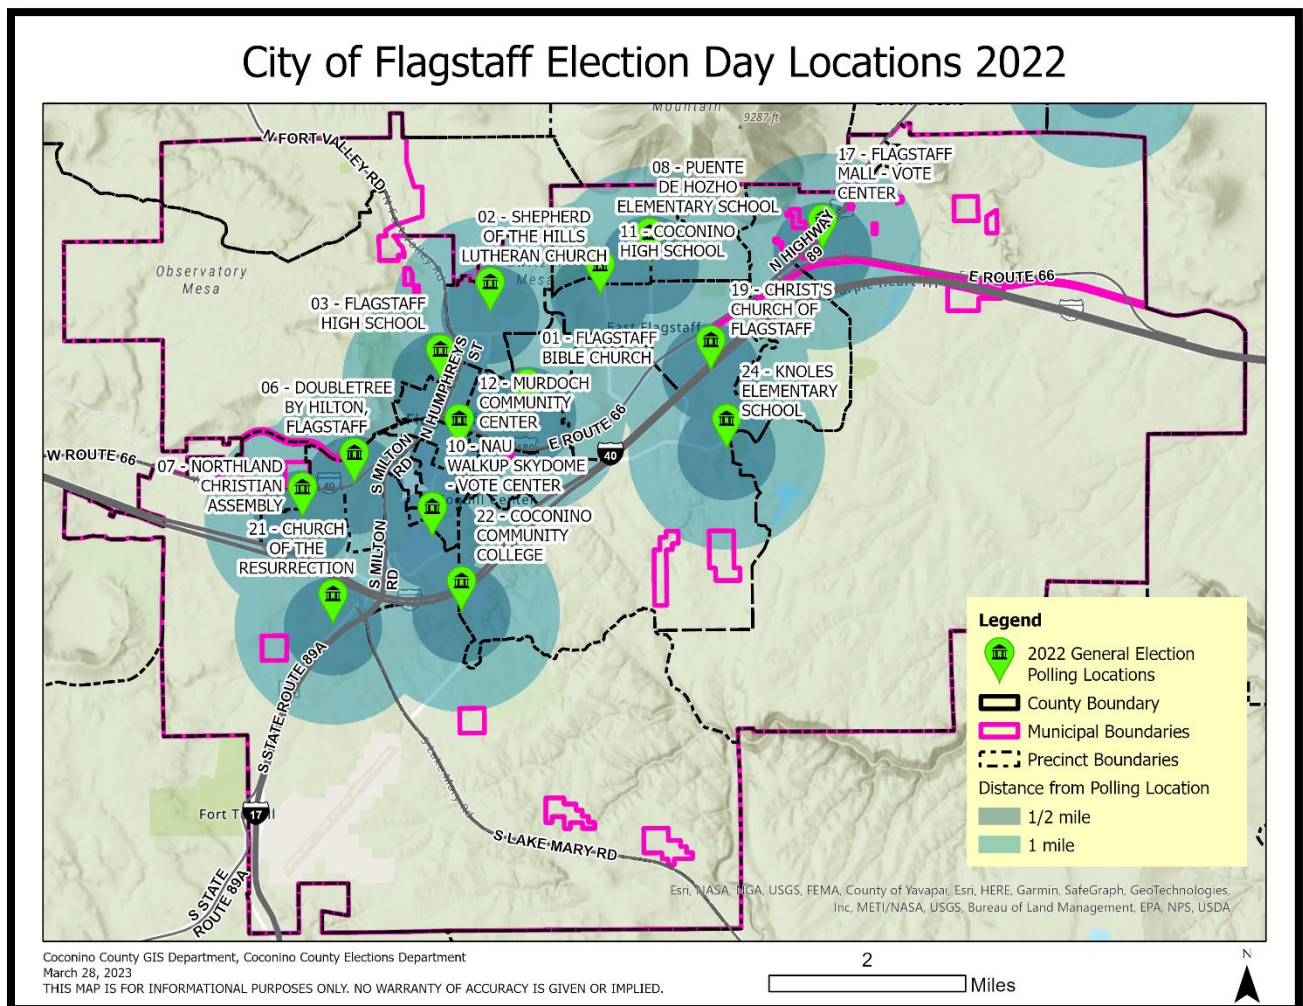 City of Flagstaff Election Day Locations 2022
Mountain
9287 ft
N FORT VALLEY RD
08 - PUENTE
DE HOZHO
ELEMENTARY SCHOOL
17 - FLAGSTAFF
MALL - VOTE
CENTER
02 - SHEPHERD
OF THE HILLS
LUTHERAN CHURCH
11 - COCONINO
HIGH SCHOOL
N HIGHWAY
89
Observatory
Mesa
Mesa
E ROUTE 66
03 - FLAGSTAFF
HIGH SCHOOL
19 - CHRIST'S
CHURCH OF
FLAGSTAFF
East Flagstaff
01 - FLAGSTAFF
BIBLE CHURCH
N HUMPHREYS
ST
24 - KNOLES
ELEMENTARY
SCHOOL
06 - DOUBLETREE
BY HILTON,
FLAGSTAFF
12 - MURDOCH
COMMUNITY
CENTER
E ROUTE 66
40
W ROUTE 66
S MILTON
RD
10 - NAU
WALKUP SKYDOME
- VOTE CENTER
07 - NORTHLAND
CHRISTIAN
ASSEMBLY
40
22 - COCONINO
COMMUNITY
COLLEGE
21 - CHURCH
OF THE
RESURRECTION
S MILTON
RD
S STATE ROUTE 89A
S Lake Mary Rd
Fort
17
S LAKE MARY RD
S STATE
ROUTE 89A
Legend
2022 General Election
Polling Locations
County Boundary
Municipal Boundaries
Precinct Boundaries
Distance from Polling Location
1/2 mile
1 mile
Esri, NASA, NGA, USGS, FEMA, County of Yavapai, Esri, HERE, Garmin, SafeGraph, GeoTechnologies,
Inc, METI/NASA, USGS, Bureau of Land Management, EPA, NPS, USDA
Coconino County GIS Department, Coconino County Elections Department
March 28, 2023
THIS MAP IS FOR INFORMATIONAL PURPOSES ONLY. NO WARRANTY OF ACCURACY IS GIVEN OR IMPLIED.
2
Miles
N